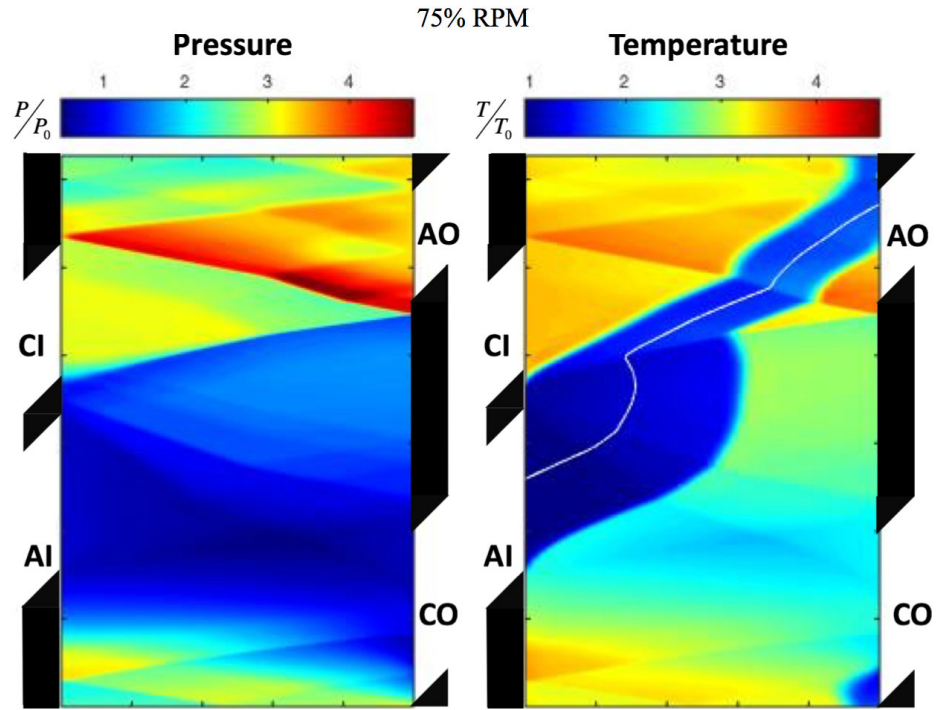 75% RPM
Pressure
Temperature
1 2 3 4
1 2 3 4
P/P₀
T/T₀
AO
AO
CI
CI
AI
AI
CO
CO